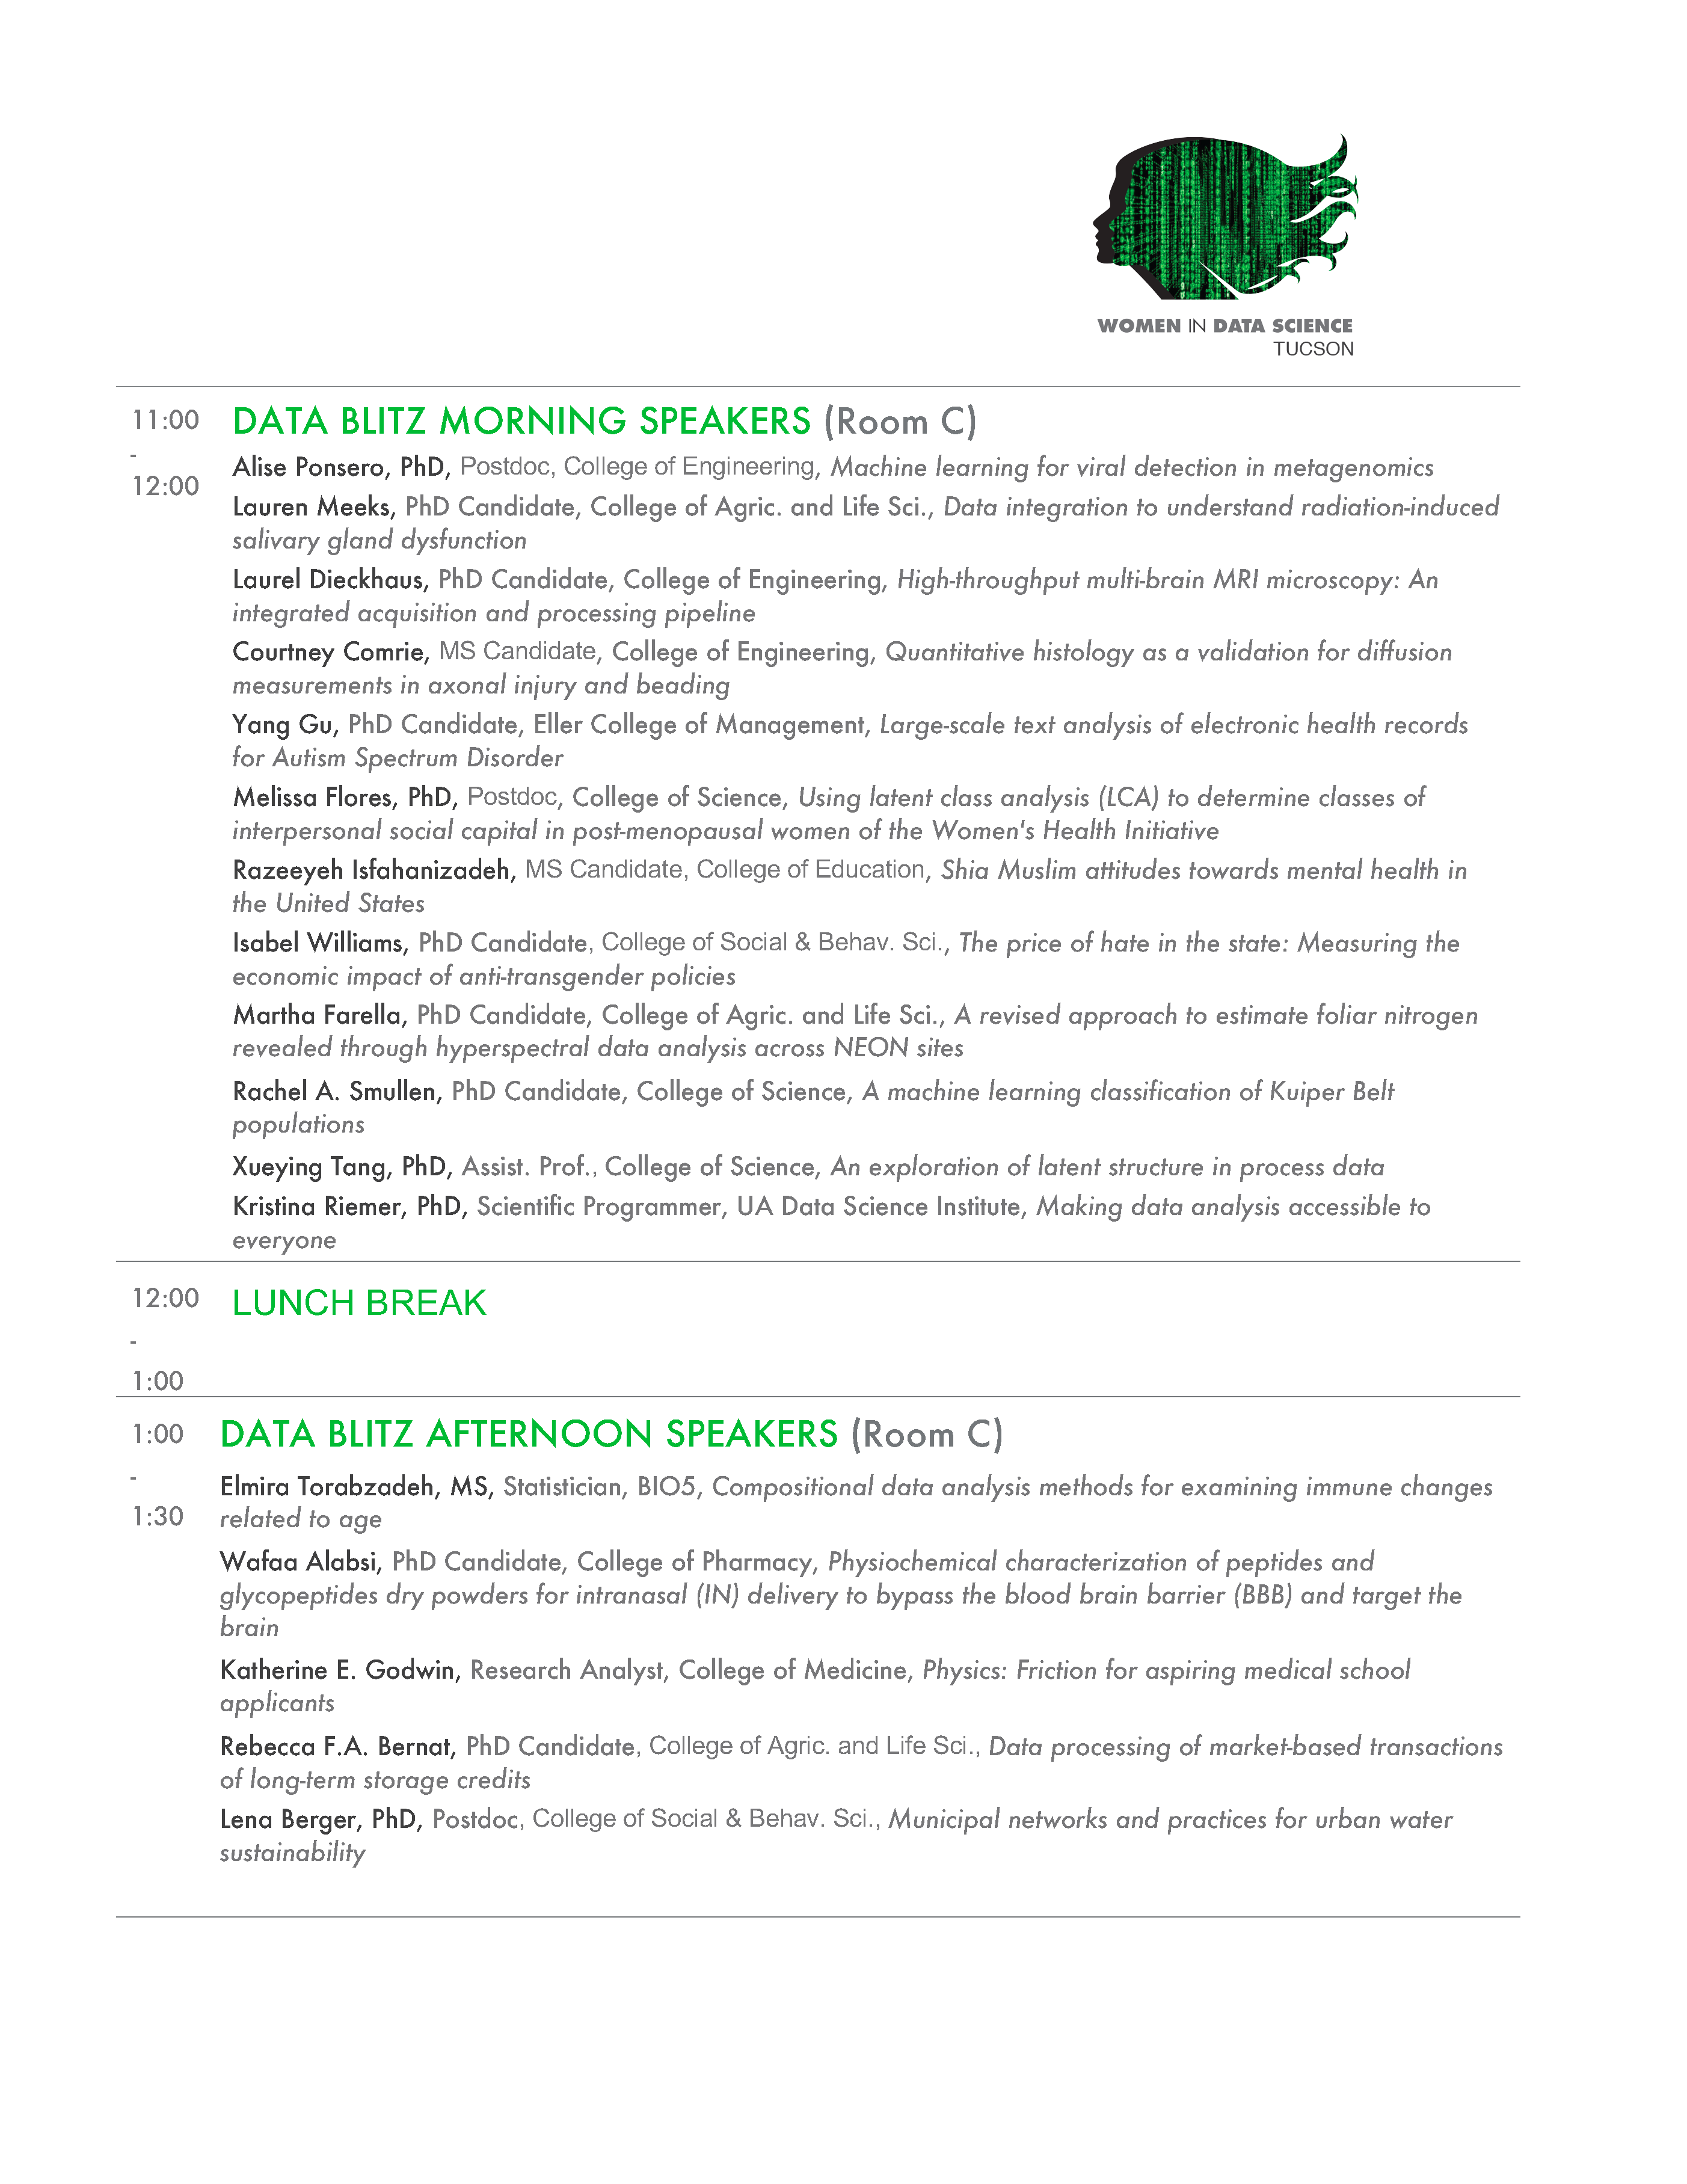 WOMEN IN DATA SCIENCE
TUCSON
11:00
-
12:00
DATA BLITZ MORNING SPEAKERS (Room C)
Alise Ponsero, PhD, Postdoc, College of Engineering, Machine learning for viral detection in metagenomics
Lauren Meeks, PhD Candidate, College of Agric. and Life Sci., Data integration to understand radiation-induced
salivary gland dysfunction
Laurel Dieckhaus, PhD Candidate, College of Engineering, High-throughput multi-brain MRI microscopy: An
integrated acquisition and processing pipeline
Courtney Comrie, MS Candidate, College of Engineering, Quantitative histology as a validation for diffusion
measurements in axonal injury and beading
Yang Gu, PhD Candidate, Eller College of Management, Large-scale text analysis of electronic health records
for Autism Spectrum Disorder
Melissa Flores, PhD, Postdoc, College of Science, Using latent class analysis (LCA) to determine classes of
interpersonal social capital in post-menopausal women of the Women's Health Initiative
Razeeyeh Isfahanizadeh, MS Candidate, College of Education, Shia Muslim attitudes towards mental health in
the United States
Isabel Williams, PhD Candidate, College of Social & Behav. Sci., The price of hate in the state: Measuring the
economic impact of anti-transgender policies
Martha Farella, PhD Candidate, College of Agric. and Life Sci., A revised approach to estimate foliar nitrogen
revealed through hyperspectral data analysis across NEON sites
Rachel A. Smullen, PhD Candidate, College of Science, A machine learning classification of Kuiper Belt
populations
Xueying Tang, PhD, Assist. Prof., College of Science, An exploration of latent structure in process data
Kristina Riemer, PhD, Scientific Programmer, UA Data Science Institute, Making data analysis accessible to
everyone
12:00
-
1:00
LUNCH BREAK
1:00
-
1:30
DATA BLITZ AFTERNOON SPEAKERS (Room C)
Elmira Torabzadeh, MS, Statistician, BIO5, Compositional data analysis methods for examining immune changes
related to age
Wafaa Alabsi, PhD Candidate, College of Pharmacy, Physiochemical characterization of peptides and
glycopeptides dry powders for intranasal (IN) delivery to bypass the blood brain barrier (BBB) and target the
brain
Katherine E. Godwin, Research Analyst, College of Medicine, Physics: Friction for aspiring medical school
applicants
Rebecca F.A. Bernat, PhD Candidate, College of Agric. and Life Sci., Data processing of market-based transactions
of long-term storage credits
Lena Berger, PhD, Postdoc, College of Social & Behav. Sci., Municipal networks and practices for urban water
sustainability